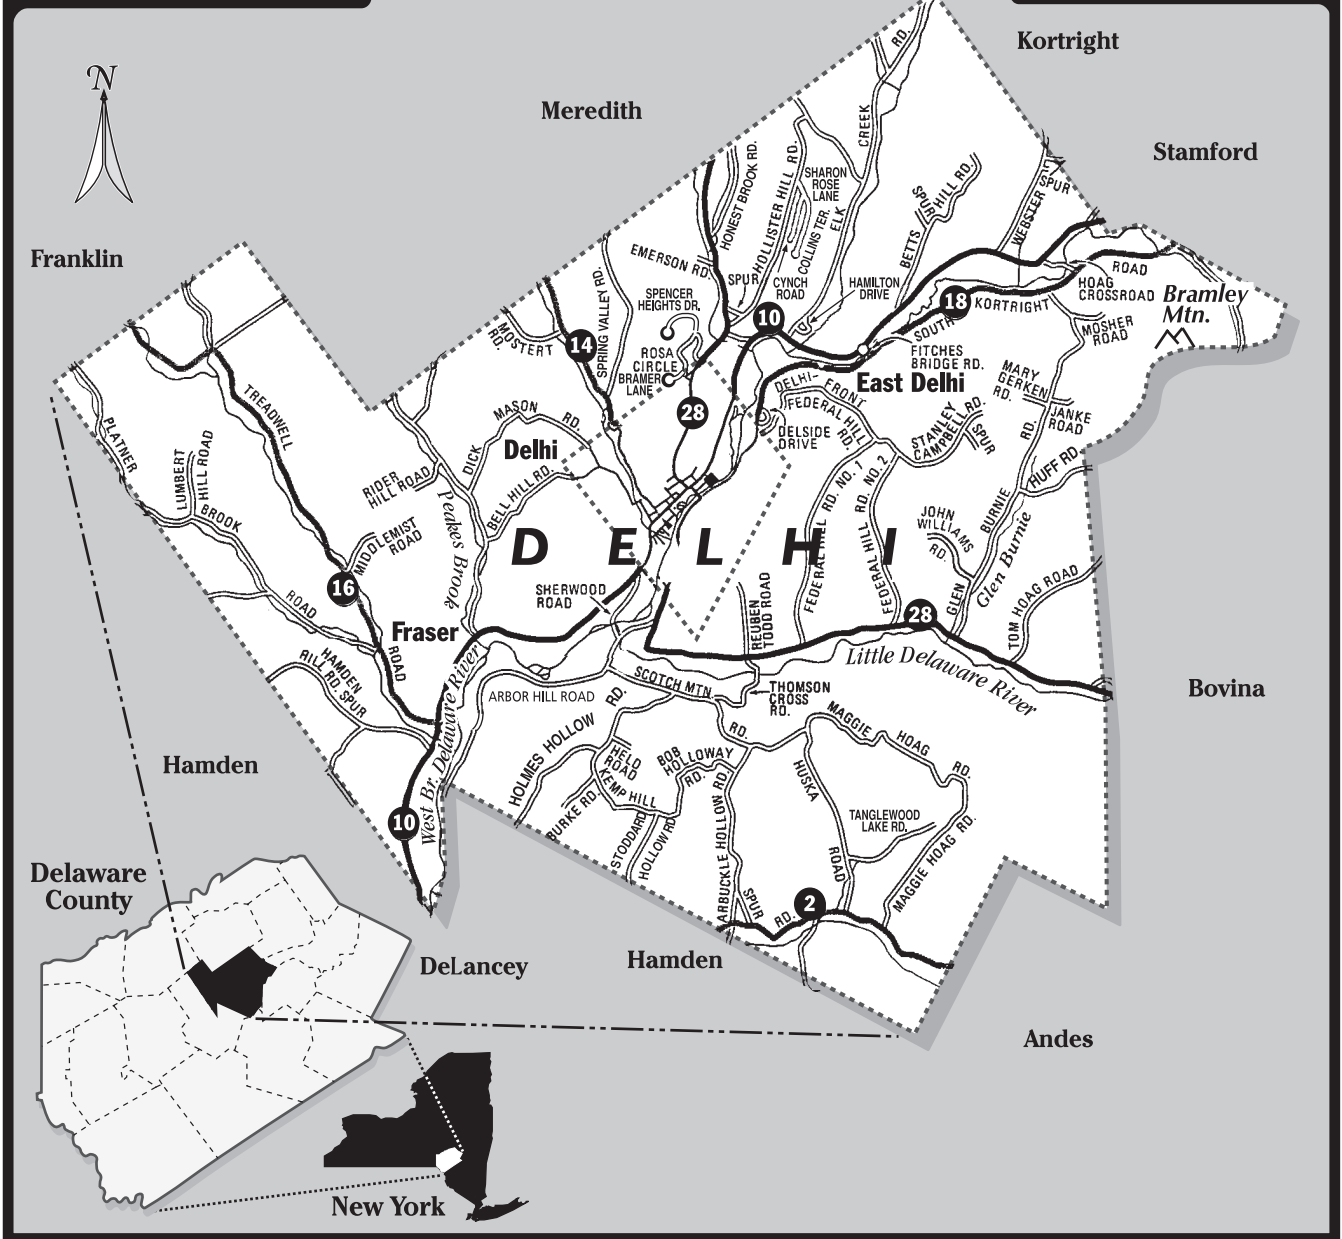 N
Kortright
Meredith
Stamford
Franklin
RD.
CREEK
ELK
HONEST BROOK RD.
HOLLISTER HILL RD.
SPUR
SHARON
ROSE
LANE
COLLINS TER.
CYNCH
ROAD
HAMILTON
DRIVE
BETTS
SPUR
HILL RD.
WEBSTER
SPUR
EMERSON RD.
SPENCER
HEIGHTS DR.
ROSA
CIRCLE
BRAMER
LANE
SPRING VALLEY RD.
MOSTERT
RD.
14
10
28
18
SOUTH
KORTRIGHT
ROAD
HOAG
CROSSROAD
Bramley
Mtn.
MOSHER
ROAD
FITCHES
BRIDGE RD.
East Delhi
MARY
GERKEN
RD.
JANKE
ROAD
DELHI-
FRONT
FEDERAL HILL
RD.
DELSIDE
DRIVE
STANLEY
CAMPBELL RD.
SPUR
HUFF RD.
PLATNER
BROOK
ROAD
LUMBERT
HILL ROAD
TREADWELL
ROAD
RIDER
HILL ROAD
DICK
MASON
RD.
Delhi
BELL HILL RD.
Peakes Brook
MIDDLEMIST
ROAD
16
MAIN
DELHI
FEDERAL HILL RD. NO. 1
FEDERAL HILL RD. NO. 2
JOHN
WILLIAMS
RD.
GLEN
BURNIE
RD.
Glen Burnie
TOM HOAG ROAD
SHERWOOD
ROAD
REUBEN
TODD ROAD
28
Fraser
Little Delaware River
Bovina
HAMDEN
RILL RD. SPUR
West Br. Delaware River
ARBOR HILL ROAD
SCOTCH MTN.
RD.
THOMSON
CROSS
RD.
MAGGIE
HOAG
RD.
HOLMES HOLLOW
RD.
HELD
ROAD
BOB
HOLLOWAY
RD.
KEMP HILL
BURKE RD.
STODDARD
HOLLOW RD.
ARBUCKLE HOLLOW RD.
SPUR
HUSKA
ROAD
TANGLEWOOD
LAKE RD.
MAGGIE HOAG RD.
RD.
2
10
Hamden
Delaware
County
DeLancey
Hamden
Andes
New York